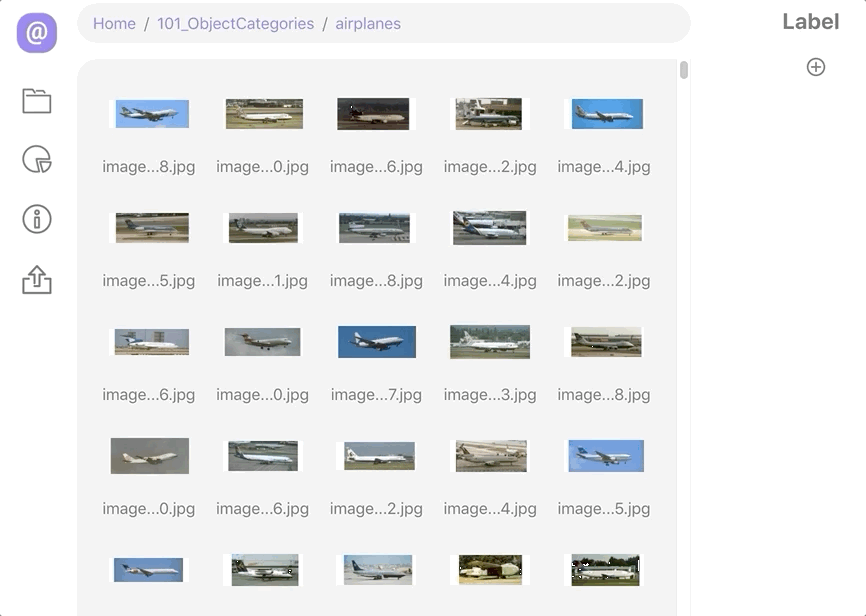 @
Home / 101_ObjectCategories / airplanes
Label
image...8.jpg image...0.jpg image...6.jpg image...2.jpg image...4.jpg
image...5.jpg image...1.jpg image...8.jpg image...4.jpg image...2.jpg
image...6.jpg image...0.jpg image...7.jpg image...3.jpg image...8.jpg
image...0.jpg image...6.jpg image...2.jpg image...4.jpg image...5.jpg